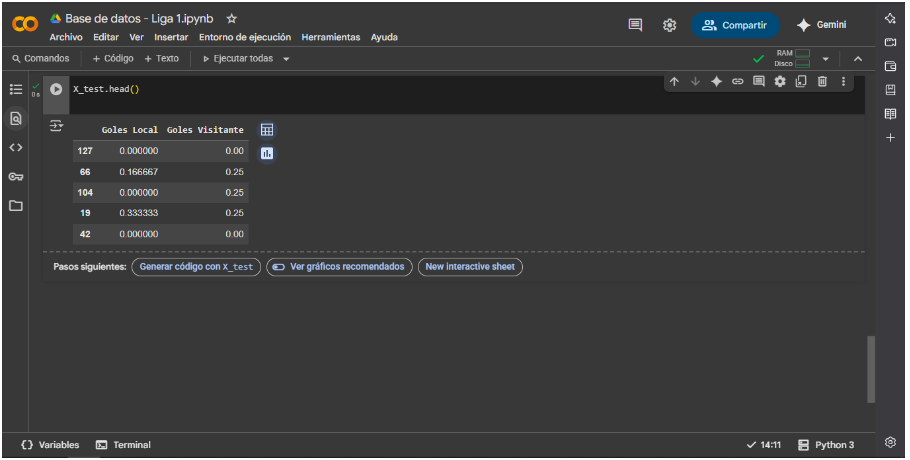 Base de datos - Liga 1.ipynb
Archivo Editar Ver Insertar Entorno de ejecución Herramientas Ayuda
Compartir
Gemini
Comandos + Código + Texto Ejecutar todas
RAM
Disco
0 s
X_test.head()
Goles Local Goles Visitante
127 0.000000 0.00
66 0.166667 0.25
104 0.000000 0.25
19 0.333333 0.25
42 0.000000 0.00
Pasos siguientes: Generar código con X_test Ver gráficos recomendados New interactive sheet
{} Variables Terminal 14:11 Python 3